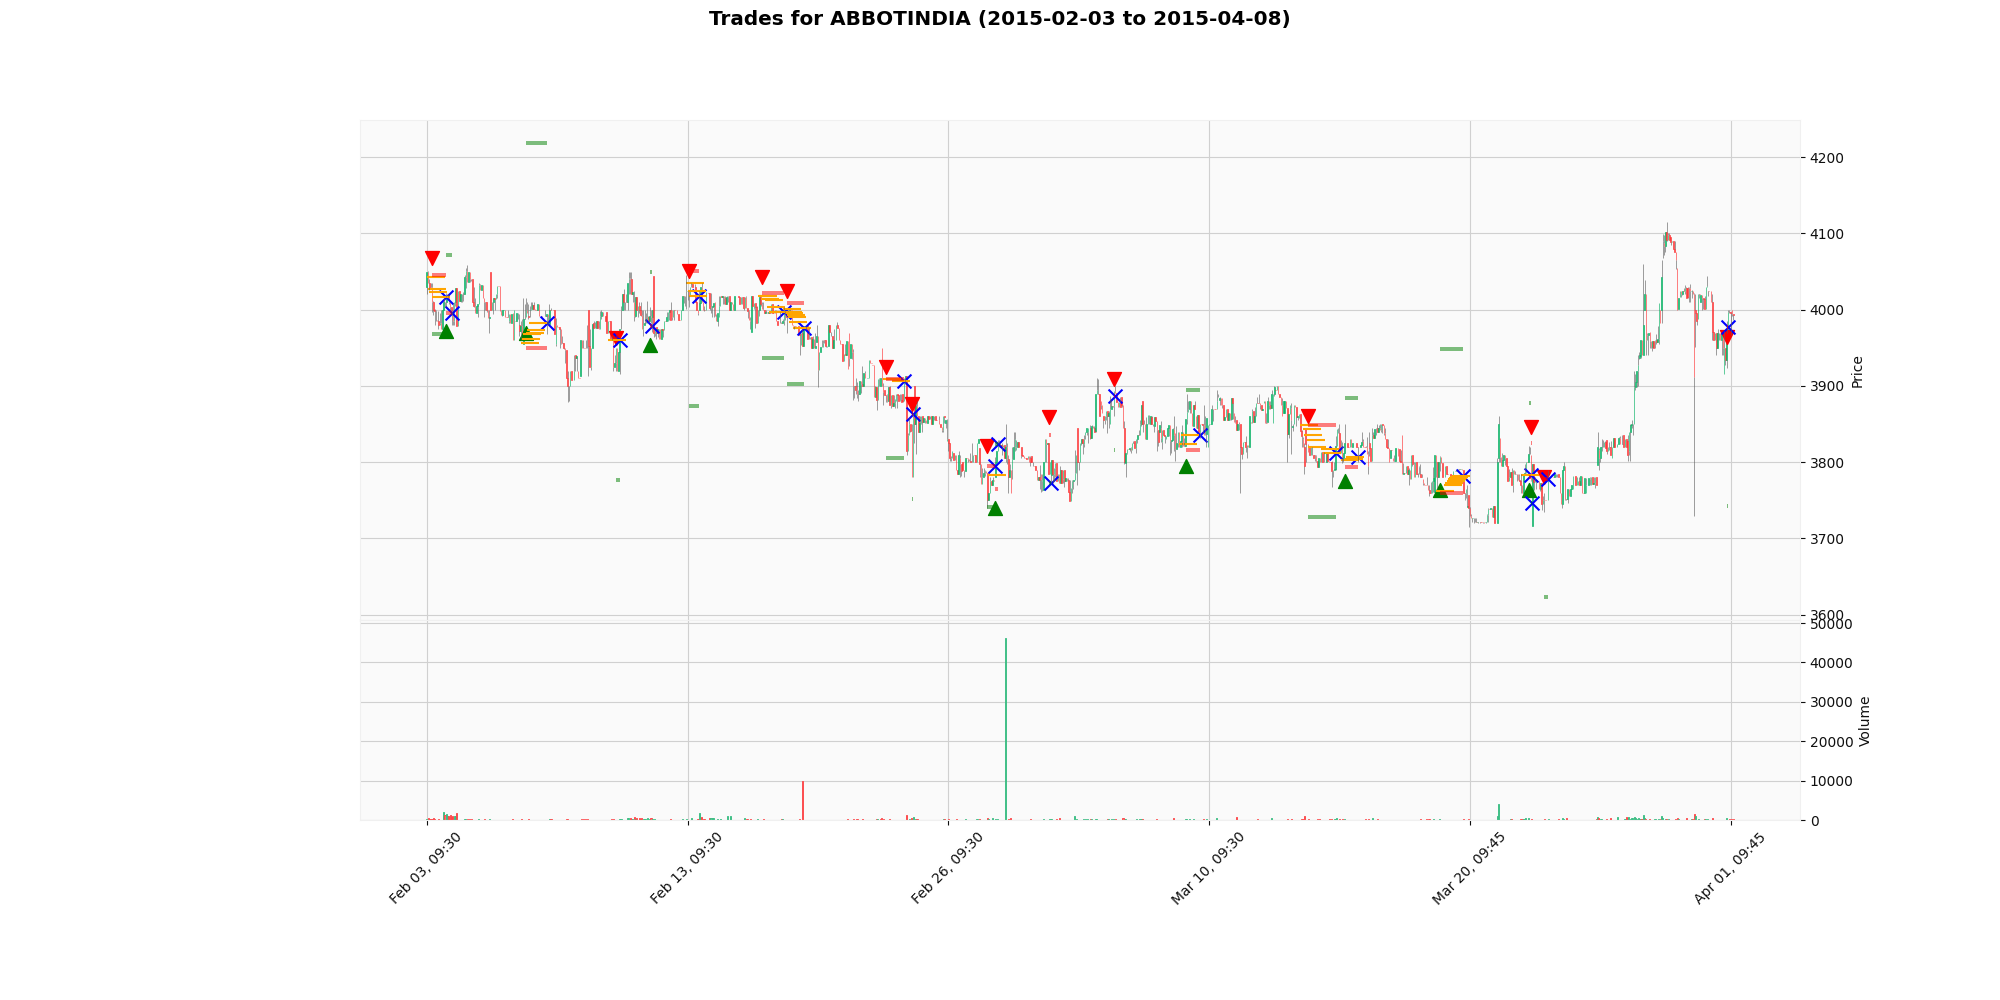 Trades for ABBOTINDIA (2015-02-03 to 2015-04-08)
4200
4100
4000
3900
3800
3700
3600
Price
50000
40000
30000
20000
10000
0
Volume
Feb 03, 09:30
Feb 13, 09:30
Feb 26, 09:30
Mar 10, 09:30
Mar 20, 09:45
Apr 01, 09:45